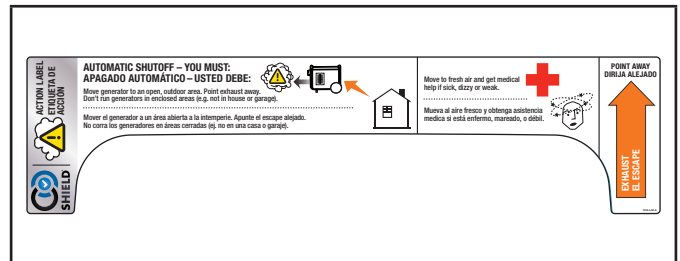 ACTION LABEL
ETIQUETA DE
ACCIÓN
SHIELD
AUTOMATIC SHUTOFF – YOU MUST:
APAGADO AUTOMÁTICO – USTED DEBE:
Move generator to an open, outdoor area. Point exhaust away.
Don't run generators in enclosed areas (e.g. not in house or garage).
Mover el generador a un área abierta a la intemperie. Apunte el escape alejado.
No corra los generadores en áreas cerradas (ej. no en una casa o garaje).
Move to fresh air and get medical
help if sick, dizzy or weak.
Mueva al aire fresco y obtenga asistencia
medica si está enfermo, mareado, o débil.
POINT AWAY
DIRIJA ALEJADO
EXHAUST
EL ESCAPE